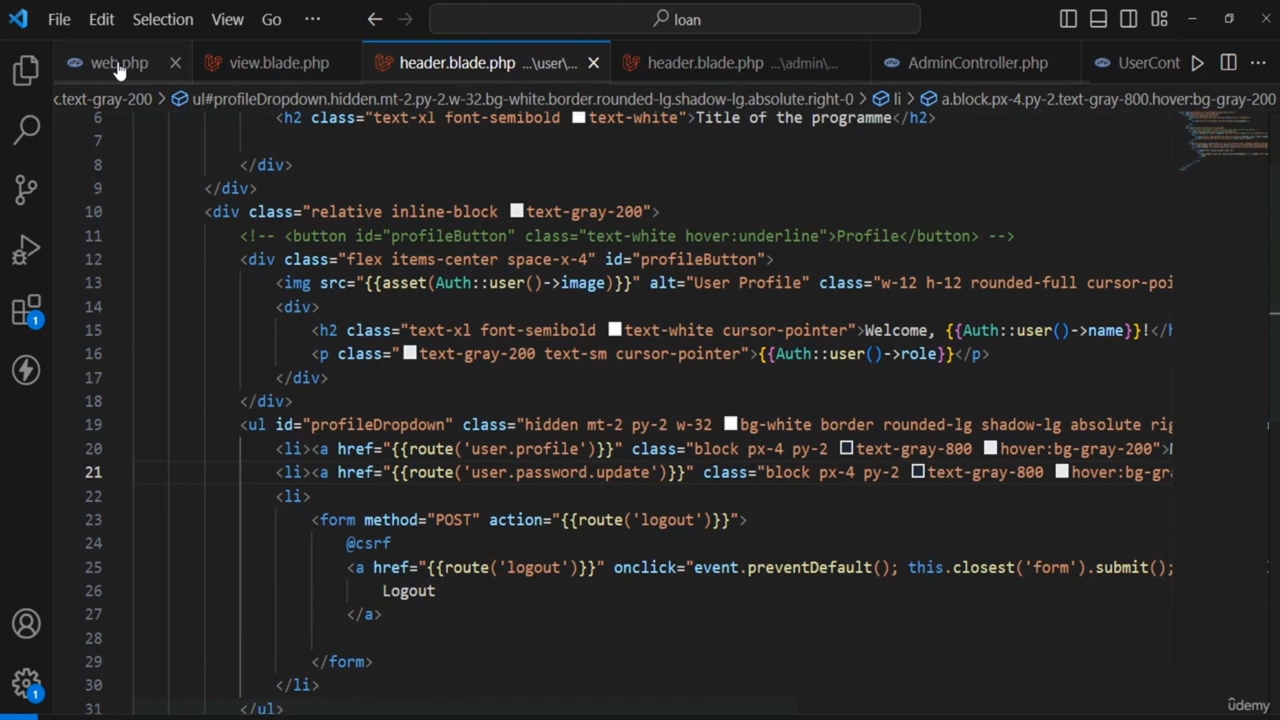 File Edit Selection View Go ··· loan
web.php view.blade.php header.blade.php ...\user\... header.blade.php ...\admin\... AdminController.php UserCont
k.text-gray-200 > ul#profileDropdown.hidden.mt-2.py-2.w-32.bg-white.border.rounded-lg.shadow-lg.absolute.right-0 > li > a.block.px-4.py-2.text-gray-800.hover:bg-gray-200
6 <h2 class="text-xl font-semibold text-white">Title of the programme</h2>
7
8 </div>
9 </div>
10 <div class="relative inline-block text-gray-200">
11 <!-- <button id="profileButton" class="text-white hover:underline">Profile</button> -->
12 <div class="flex items-center space-x-4" id="profileButton">
13 <img src="{{asset(Auth::user()->image)}}" alt="User Profile" class="w-12 h-12 rounded-full cursor-poi
14 <div>
15 <h2 class="text-xl font-semibold text-white cursor-pointer">Welcome, {{Auth::user()->name}}!</h
16 <p class="text-gray-200 text-sm cursor-pointer">{{Auth::user()->role}}</p>
17 </div>
18 </div>
19 <ul id="profileDropdown" class="hidden mt-2 py-2 w-32 bg-white border rounded-lg shadow-lg absolute rig
20 <li><a href="{{route('user.profile')}}" class="block px-4 py-2 text-gray-800 hover:bg-gray-200">
21 <li><a href="{{route('user.password.update')}}" class="block px-4 py-2 text-gray-800 hover:bg-gra
22 <li>
23 <form method="POST" action="{{route('logout')}}">
24 @csrf
25 <a href="{{route('logout')}}" onclick="event.preventDefault(); this.closest('form').submit();
26 Logout
27 </a>
28
29 </form>
30 </li>
31 </ul>
1
1
ûdemy